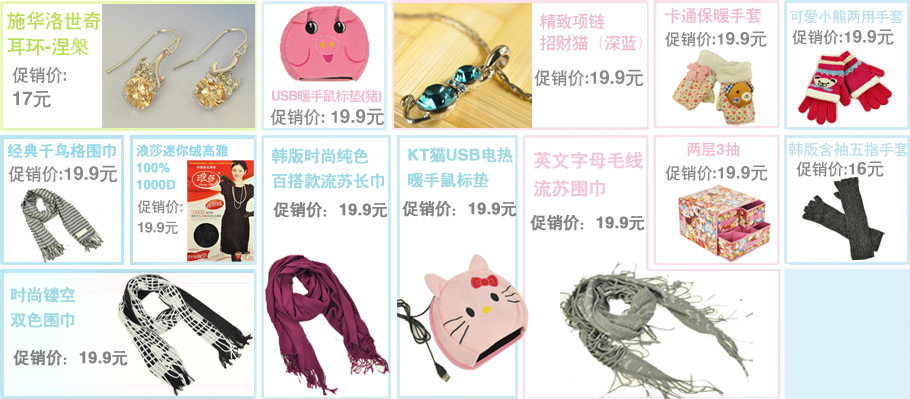 施华洛世奇
耳环-涅槃
促销价:
17元
USB暖手鼠标垫(猪)
促销价: 19.9元
精致项链
招财猫（深蓝）
促销价:19.9元
卡通保暖手套
促销价:19.9元
可爱小熊两用手套
促销价:19.9元
经典千鸟格围巾
促销价:19.9元
浪莎迷你绒高雅
100%
1000D
促销价:
19.9元
浪莎
韩版时尚纯色
百搭款流苏长巾
促销价：19.9元
KT猫USB电热
暖手鼠标垫
促销价：19.9元
英文字母毛线
流苏围巾
促销价：19.9元
两层3抽
促销价:19.9元
韩版含袖五指手套
促销价:16元
时尚镂空
双色围巾
促销价：19.9元